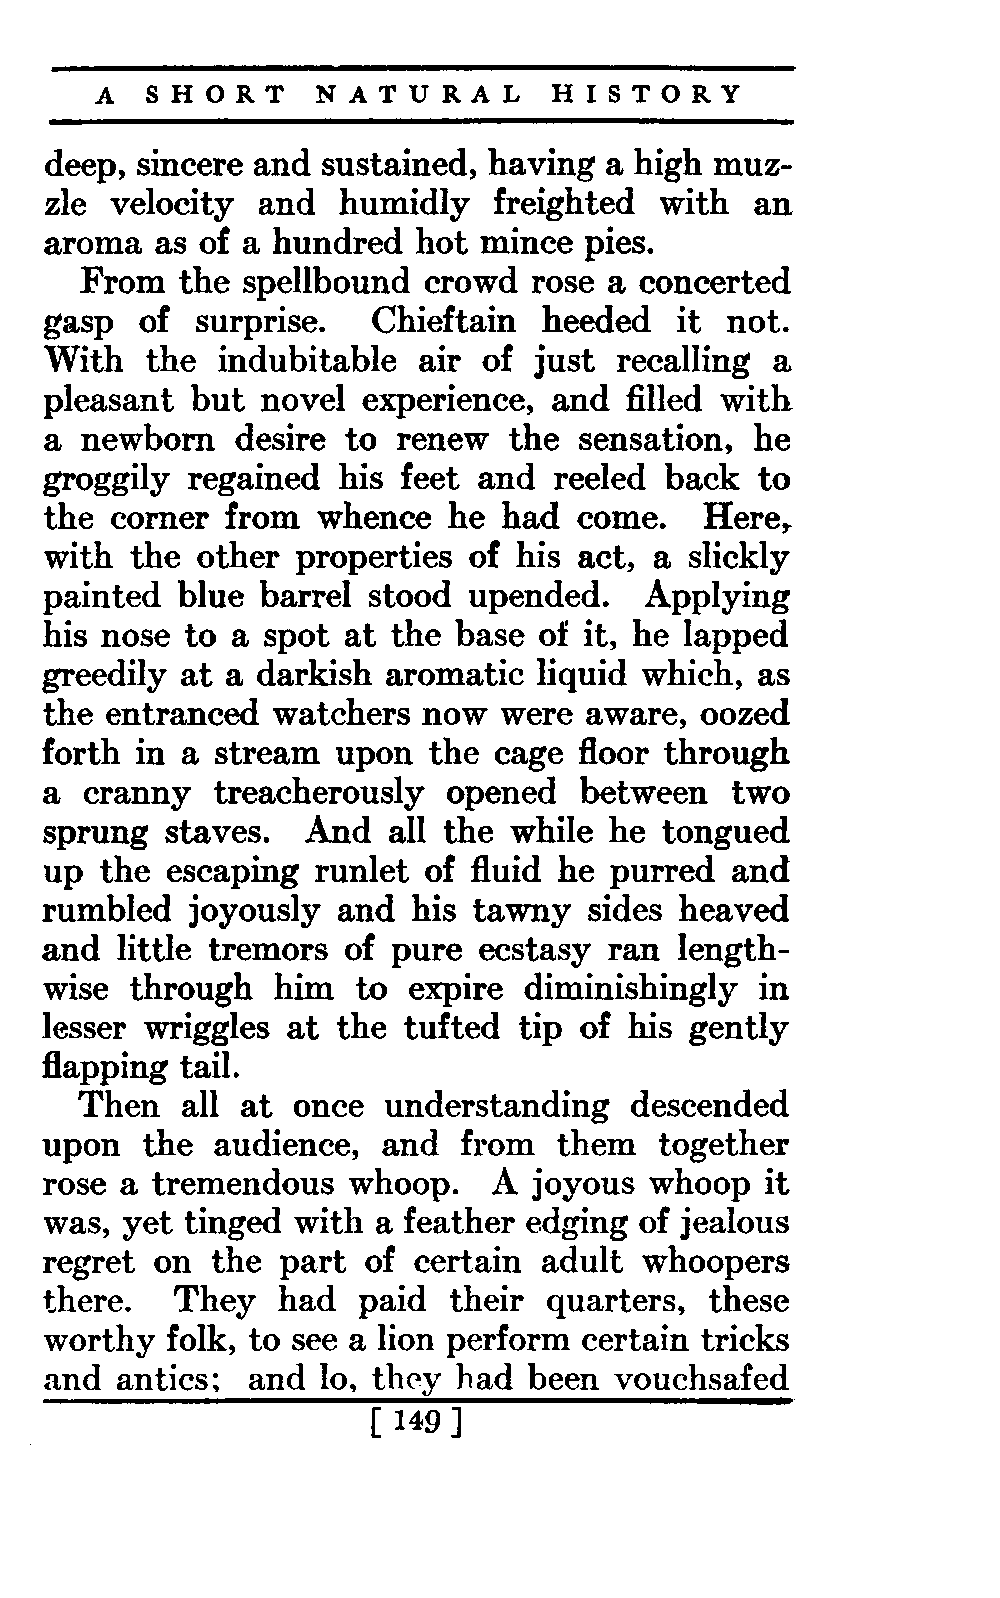 A SHORT NATURAL HISTORY
deep, sincere and sustained, having a high muz-
zle velocity and humidly freighted with an
aroma as of a hundred hot mince pies.
From the spellbound crowd rose a concerted
gasp of surprise. Chieftain heeded it not.
With the indubitable air of just recalling a
pleasant but novel experience, and filled with
a newborn desire to renew the sensation, he
groggily regained his feet and reeled back to
the corner from whence he had come. Here,
with the other properties of his act, a slickly
painted blue barrel stood upended. Applying
his nose to a spot at the base of it, he lapped
greedily at a darkish aromatic liquid which, as
the entranced watchers now were aware, oozed
forth in a stream upon the cage floor through
a cranny treacherously opened between two
sprung staves. And all the while he tongued
up the escaping runlet of fluid he purred and
rumbled joyously and his tawny sides heaved
and little tremors of pure ecstasy ran length-
wise through him to expire diminishingly in
lesser wriggles at the tufted tip of his gently
flapping tail.
Then all at once understanding descended
upon the audience, and from them together
rose a tremendous whoop. A joyous whoop it
was, yet tinged with a feather edging of jealous
regret on the part of certain adult whoopers
there. They had paid their quarters, these
worthy folk, to see a lion perform certain tricks
and antics; and lo, they had been vouchsafed
[ 149 ]